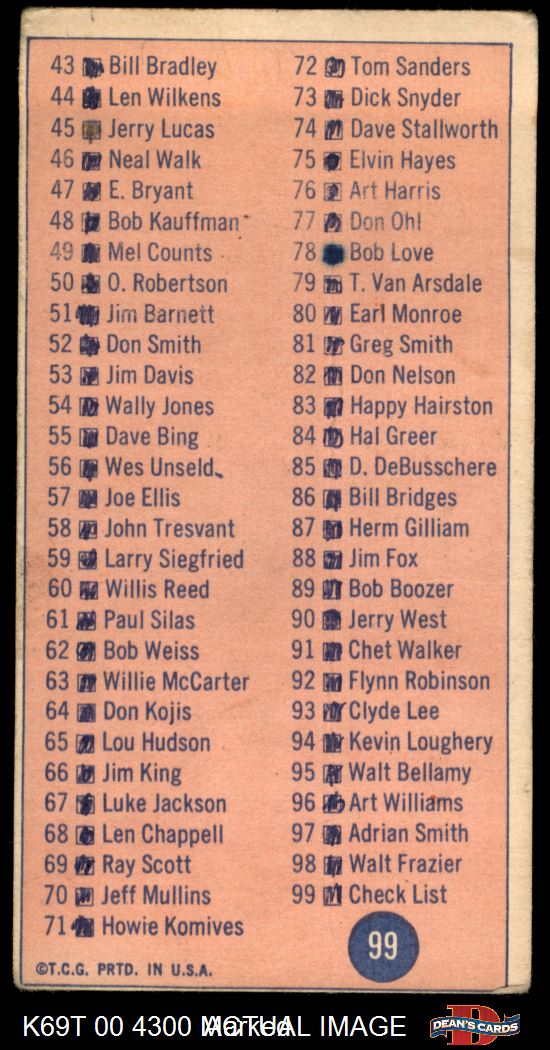 43 Bill Bradley
44 Len Wilkens
45 Jerry Lucas
46 Neal Walk
47 E. Bryant
48 Bob Kauffman
49 Mel Counts
50 O. Robertson
51 Jim Barnett
52 Don Smith
53 Jim Davis
54 Wally Jones
55 Dave Bing
56 Wes Unseld
57 Joe Ellis
58 John Tresvant
59 Larry Siegfried
60 Willis Reed
61 Paul Silas
62 Bob Weiss
63 Willie McCarter
64 Don Kojis
65 Lou Hudson
66 Jim King
67 Luke Jackson
68 Len Chappell
69 Ray Scott
70 Jeff Mullins
71 Howie Komives
72 Tom Sanders
73 Dick Snyder
74 Dave Stallworth
75 Elvin Hayes
76 Art Harris
77 Don Ohl
78 Bob Love
79 T. Van Arsdale
80 Earl Monroe
81 Greg Smith
82 Don Nelson
83 Happy Hairston
84 Hal Greer
85 D. DeBusschere
86 Bill Bridges
87 Herm Gilliam
88 Jim Fox
89 Bob Boozer
90 Jerry West
91 Chet Walker
92 Flynn Robinson
93 Clyde Lee
94 Kevin Loughery
95 Walt Bellamy
96 Art Williams
97 Adrian Smith
98 Walt Frazier
99 Check List
99
©T.C.G. PRTD. IN U.S.A.
K69T 00 4300 Marked ACTUAL IMAGE
D
DEAN'S CARDS